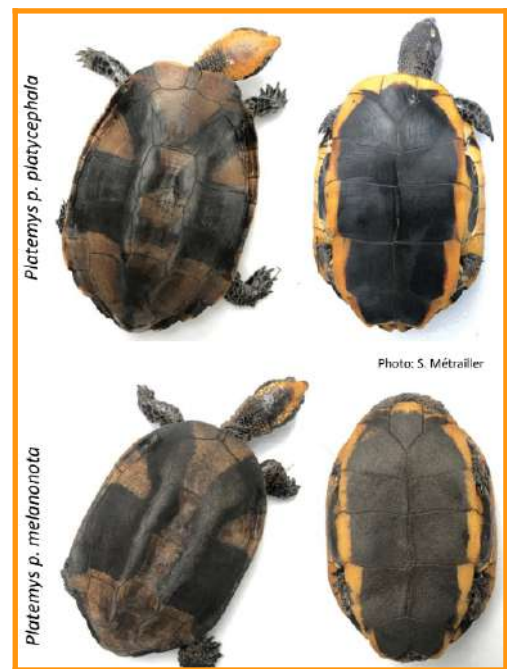 Platemys p. platycephala
Photo: S. Métrailler
Platemys p. melanonota